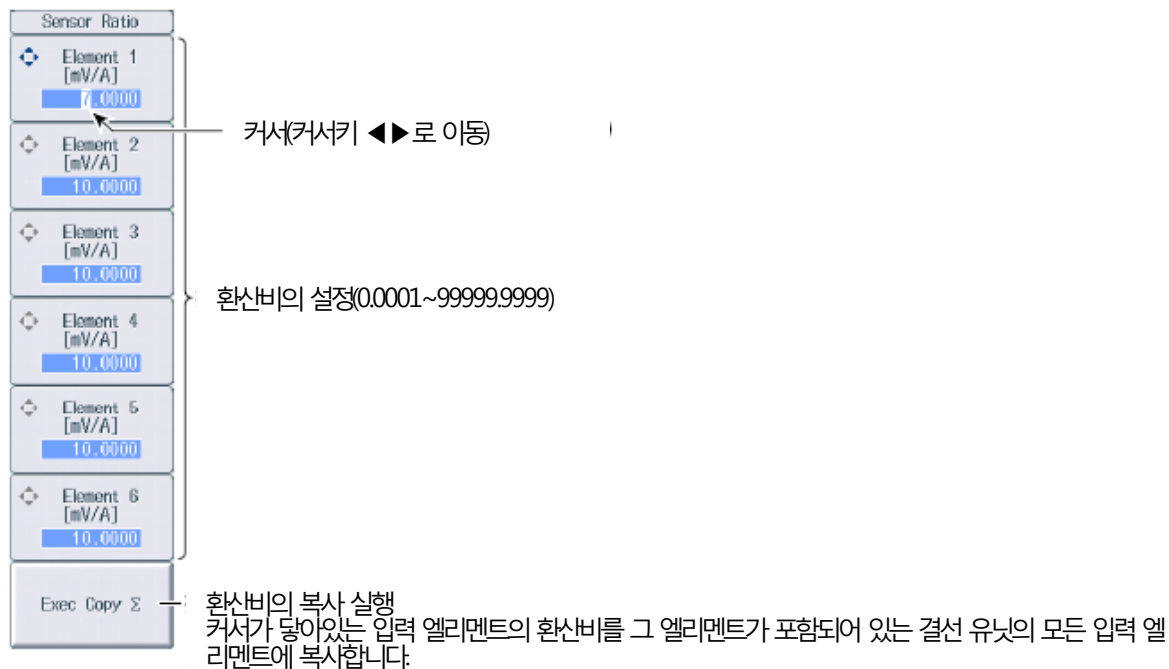 Sensor Ratio
Element 1
[mV/A]
7.0000
커서(커서키 ◀▶로 이동)
Element 2
[mV/A]
10.0000
Element 3
[mV/A]
10.0000
환산비의 설정(0.0001~99999.9999)
Element 4
[mV/A]
10.0000
Element 5
[mV/A]
10.0000
Element 6
[mV/A]
10.0000
Exec Copy Σ
환산비의 복사 실행
커서가 닿아있는 입력 엘리멘트의 환산비를 그 엘리멘트가 포함되어 있는 결선 유닛의 모든 입력 엘
리멘트에 복사합니다.